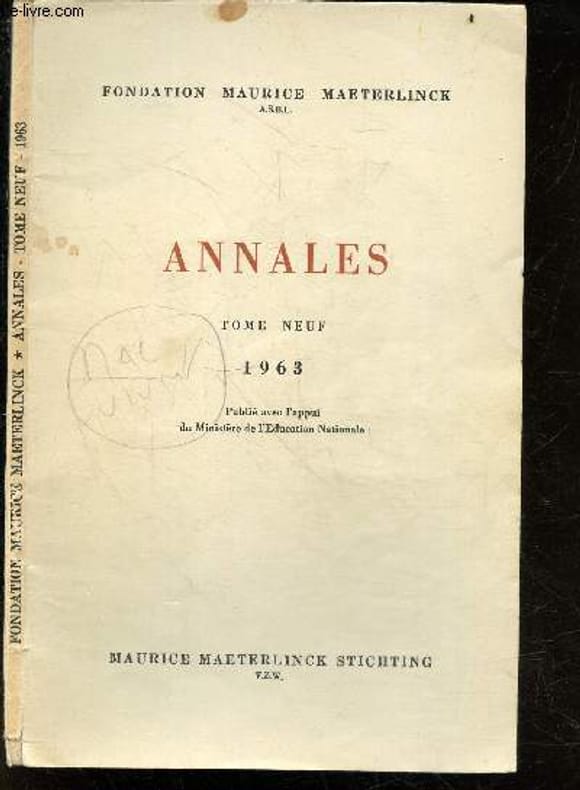 e-livre.com
FONDATION MAURICE MAETERLINCK
A.S.B.L.
ANNALES
TOME NEUF
1963
Publié avec l'appui
du Ministère de l'Education Nationale
MAURICE MAETERLINCK STICHTING
V.Z.W.
FONDATION MAURICE MAETERLINCK * ANNALES - TOME NEUF - 1963